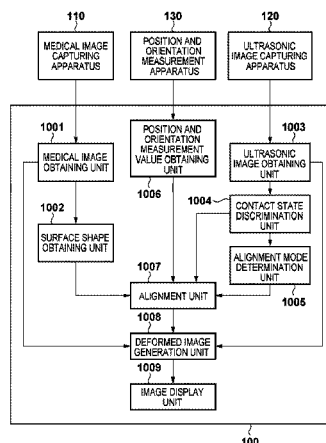 110
130
120
MEDICAL IMAGE
CAPTURING
APPARATUS
POSITION AND
ORIENTATION
MEASUREMENT
APPARATUS
ULTRASONIC
IMAGE CAPTURING
APPARATUS
1001
MEDICAL IMAGE
OBTAINING UNIT
POSITION AND
ORIENTATION
MEASUREMENT
VALUE OBTAINING
UNIT
1006
1003
ULTRASONIC IMAGE
OBTAINING UNIT
1004
CONTACT STATE
DISCRIMINATION
UNIT
1002
SURFACE SHAPE
OBTAINING UNIT
ALIGNMENT MODE
DETERMINATION
UNIT
1005
1007
ALIGNMENT UNIT
1008
DEFORMED IMAGE
GENERATION UNIT
1009
IMAGE DISPLAY
UNIT
100